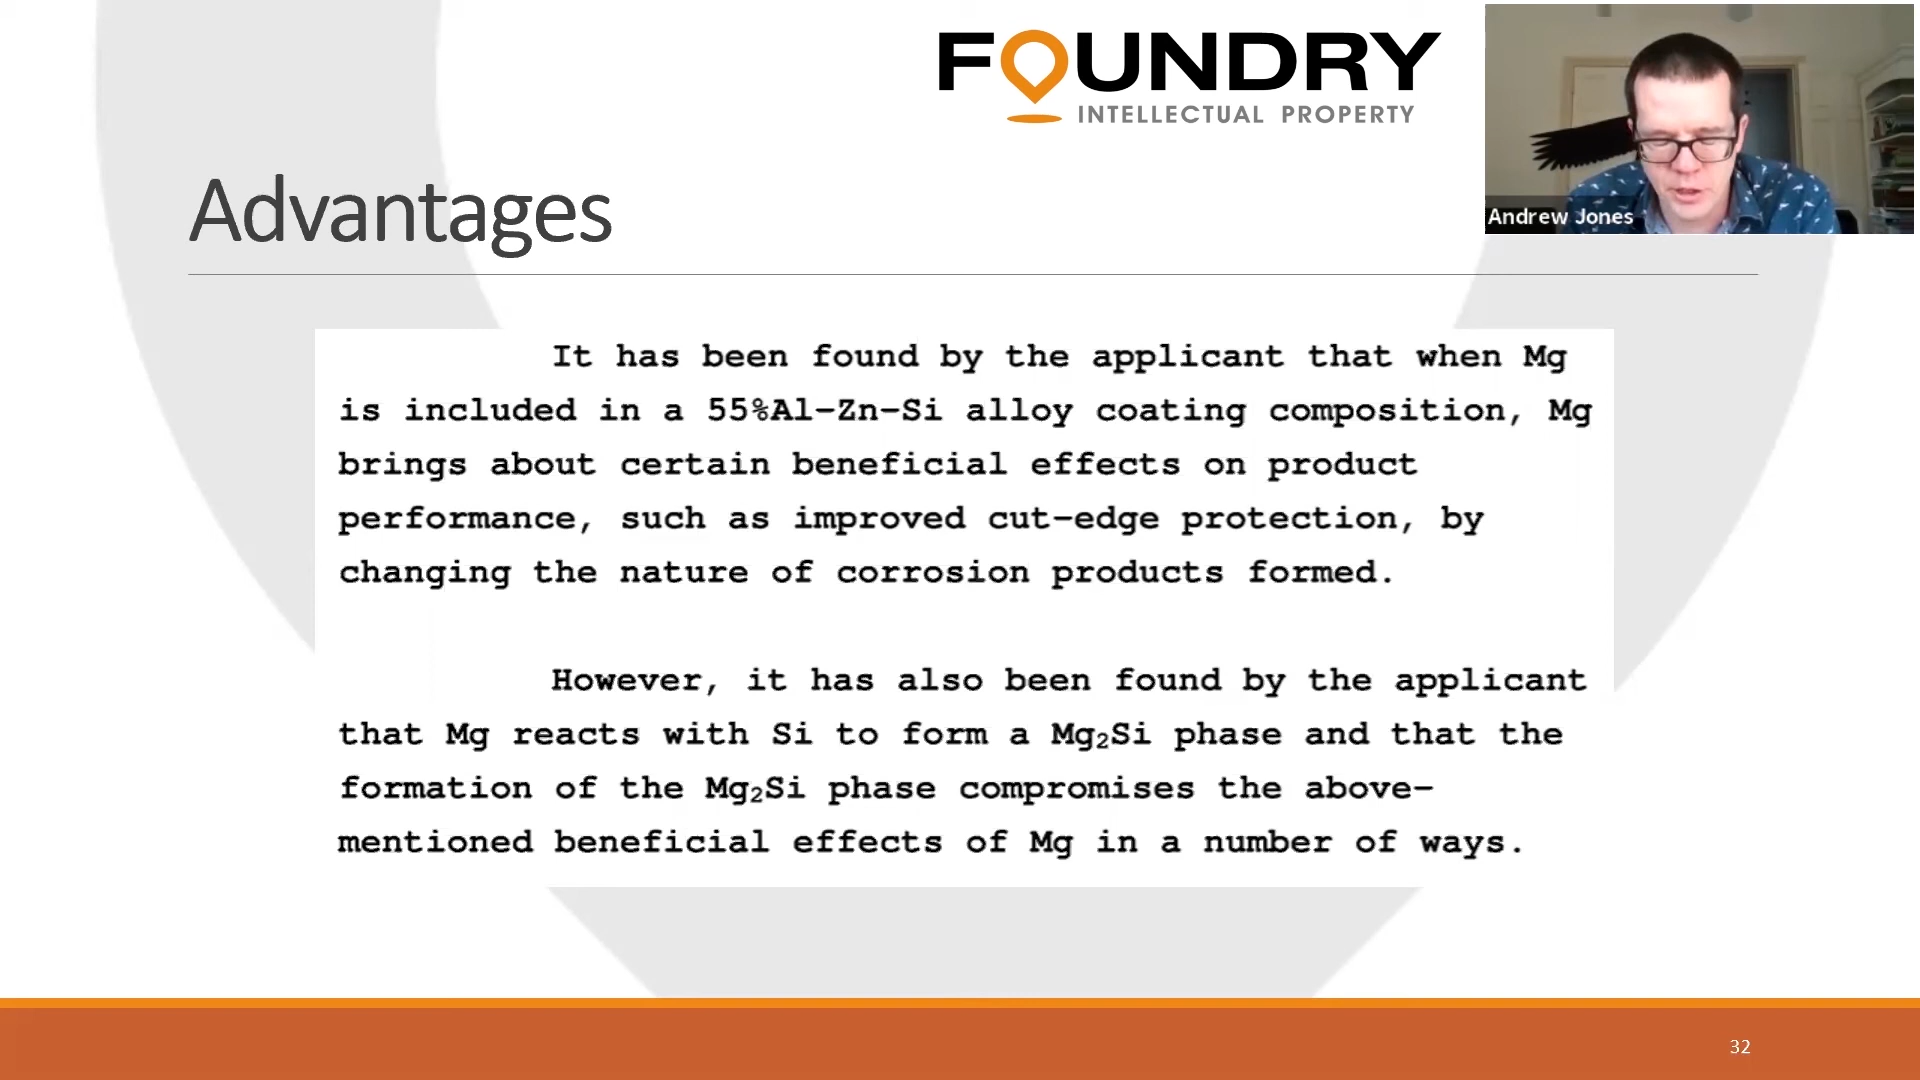 FOUNDRY
INTELLECTUAL PROPERTY
Andrew Jones
Advantages
It has been found by the applicant that when Mg
is included in a 55%Al-Zn-Si alloy coating composition, Mg
brings about certain beneficial effects on product
performance, such as improved cut-edge protection, by
changing the nature of corrosion products formed.
However, it has also been found by the applicant
that Mg reacts with Si to form a Mg₂Si phase and that the
formation of the Mg₂Si phase compromises the above-
mentioned beneficial effects of Mg in a number of ways.
32